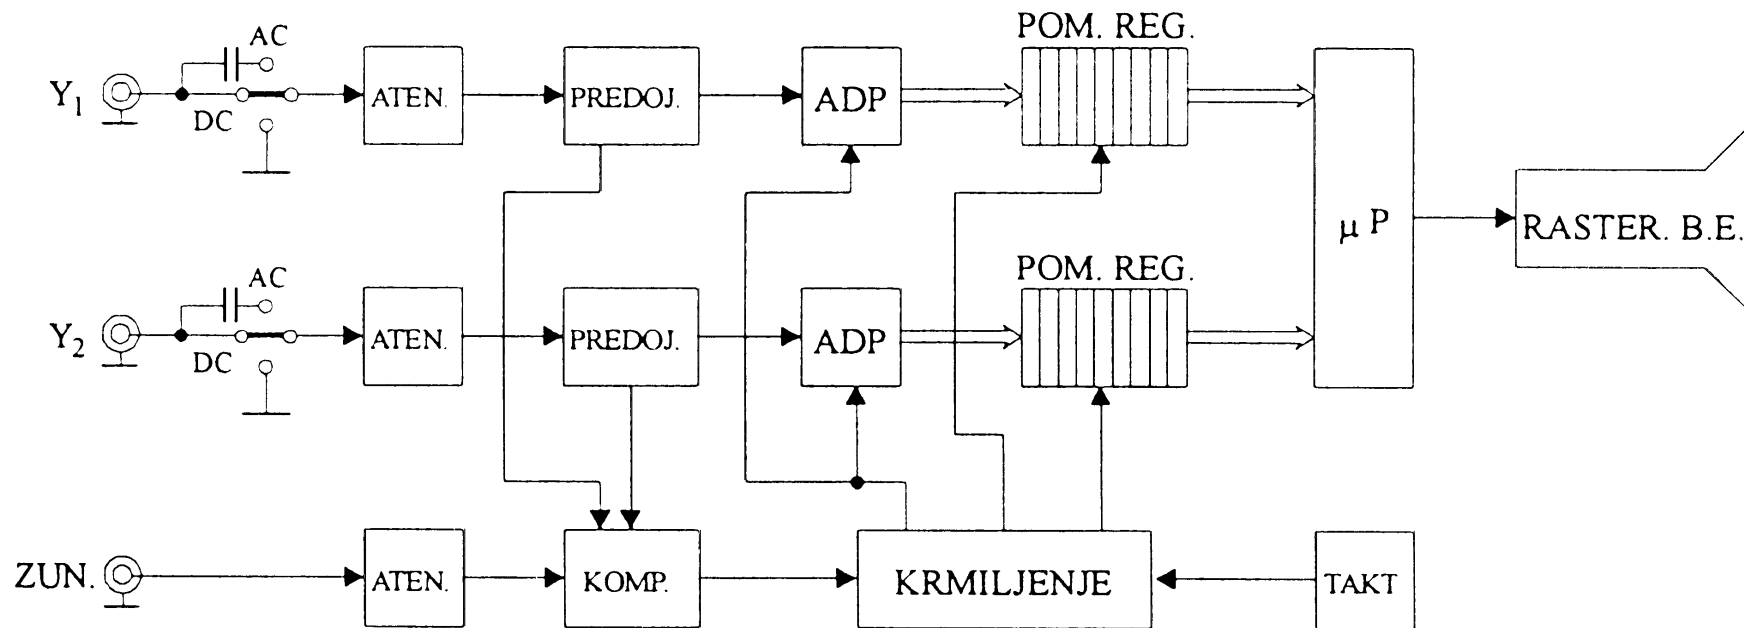 POM. REG.
AC
Y1
DC
ATEN.
PREDOJ.
ADP
μP
RASTER. B.E.
POM. REG.
AC
Y2
DC
ATEN.
PREDOJ.
ADP
ZUN.
ATEN.
KOMP.
KRMILJENJE
TAKT